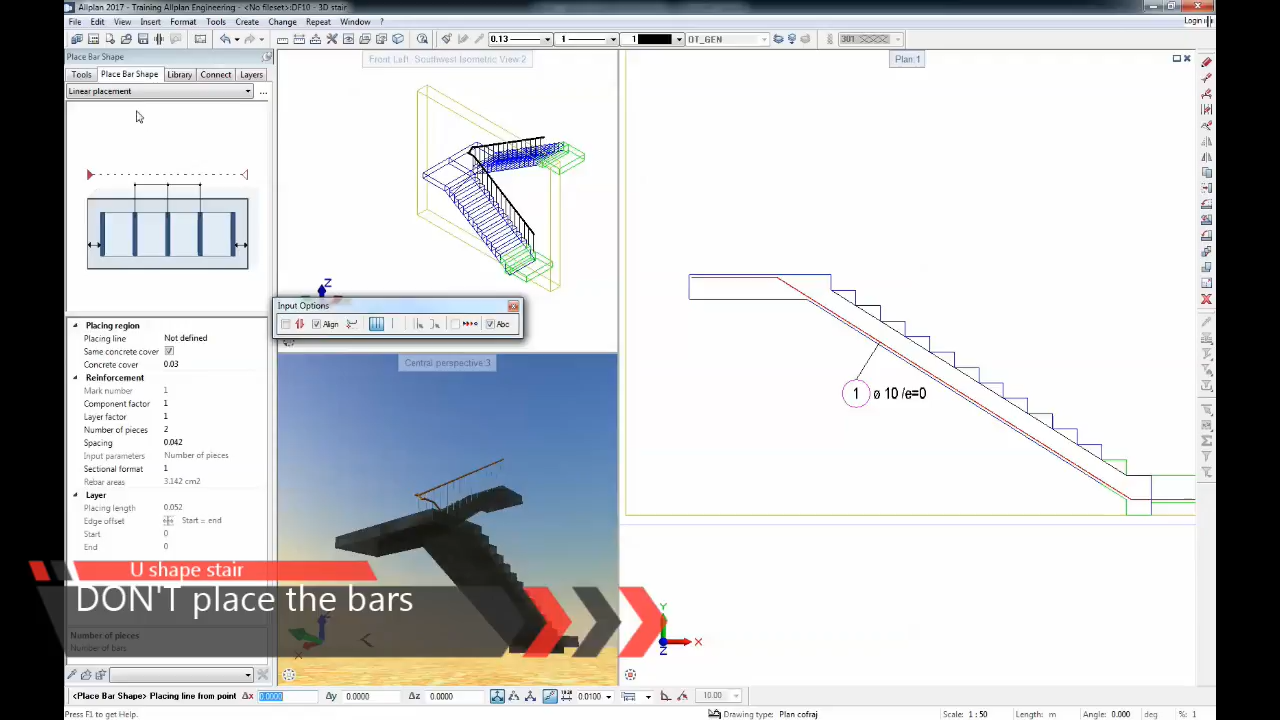 Allplan 2017 - Training Allplan Engineering - <No fileset>:DF10 - 3D stair
File Edit View Insert Format Tools Create Change Repeat Window ?
Login
0.13 1 1 OT_GEN 301
Place Bar Shape
Tools Place Bar Shape Library Connect Layers
Linear placement ...
Front Left, Southwest Isometric View:2
Plan:1
Z
Input Options
Align Abc
Placing region
Placing line Not defined
Same concrete cover
Concrete cover 0.03
Reinforcement
Mark number 1
Component factor 1
Layer factor 1
Number of pieces 2
Spacing 0.042
Input parameters Number of pieces
Sectional format 1
Rebar areas 3.142 cm2
Layer
Placing length 0.052
Edge offset Start = end
Start 0
End 0
Central perspective:3
1 ø 10 /e=0
U shape stair
DON'T place the bars
Number of pieces
Number of bars
Y
X
Z
<Place Bar Shape> Placing line from point Δx 0.0000 Δy 0.0000 Δz 0.0000 0.0100 10.00
Press F1 to get Help. Drawing type: Plan cofraj Scale: 1 : 50 Length: m Angle: 0.000 deg %: 1